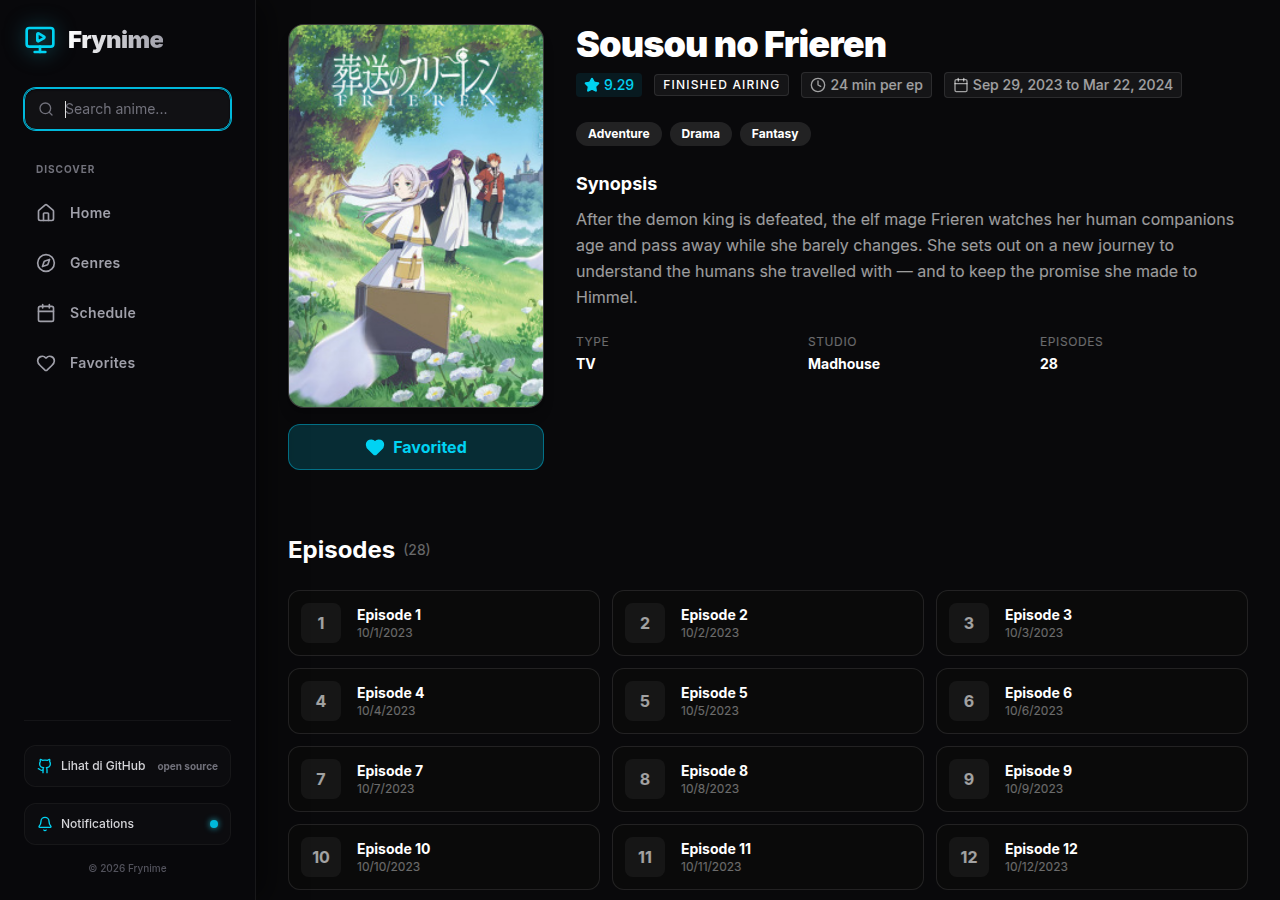 Frynime
Search anime...
DISCOVER
Home
Genres
Schedule
Favorites
Lihat di GitHub open source
Notifications
© 2026 Frynime
葬送のフリーレン
FRIEREN
Favorited
Sousou no Frieren
9.29 FINISHED AIRING 24 min per ep Sep 29, 2023 to Mar 22, 2024
Adventure Drama Fantasy
Synopsis
After the demon king is defeated, the elf mage Frieren watches her human companions
age and pass away while she barely changes. She sets out on a new journey to
understand the humans she travelled with — and to keep the promise she made to
Himmel.
TYPE STUDIO EPISODES
TV Madhouse 28
Episodes (28)
1 Episode 1 10/1/2023
2 Episode 2 10/2/2023
3 Episode 3 10/3/2023
4 Episode 4 10/4/2023
5 Episode 5 10/5/2023
6 Episode 6 10/6/2023
7 Episode 7 10/7/2023
8 Episode 8 10/8/2023
9 Episode 9 10/9/2023
10 Episode 10 10/10/2023
11 Episode 11 10/11/2023
12 Episode 12 10/12/2023